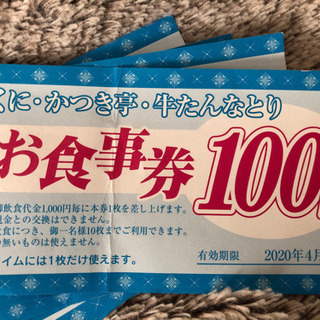 くに・かつき亭・牛たんなとり
お食事券 100
御飲食代金1,000円毎に本券1枚を差し上げます。
現金との交換はできません。
飲食につき、御一名様10枚までご利用できます。
の無いものは使えません。
イムには1枚だけ使えます。
有効期限 2020年4月